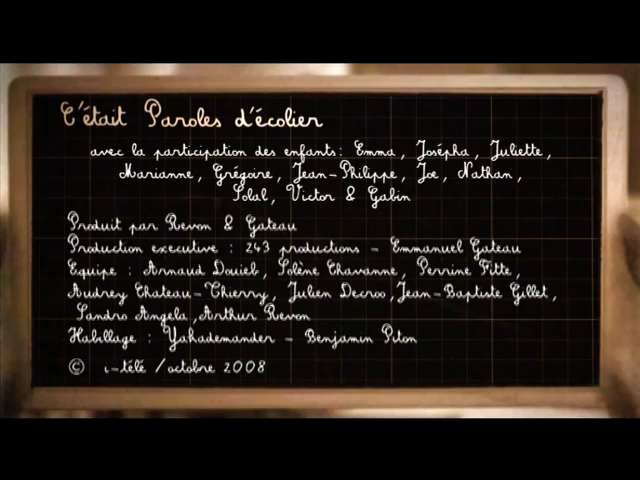 C'était Paroles d'écolier
avec la participation des enfants: Emma, Josépha, Juliette,
Marianne, Grégoire, Jean-Philippe, Joe, Nathan,
Solal, Victor & Gabin
Produit par Revon & Gateau
Production executive : 243 productions - Emmanuel Gateau
Equipe : Arnaud Douieb, Solène Chavanne, Perrine Fitte,
Audrey Chateau-Thierry, Julien Decroo, Jean-Baptiste Gillet,
Sandro Angela, Arthur Revon
Habillage : Yakademander - Benjamin Piton
© i-télé / octobre 2008